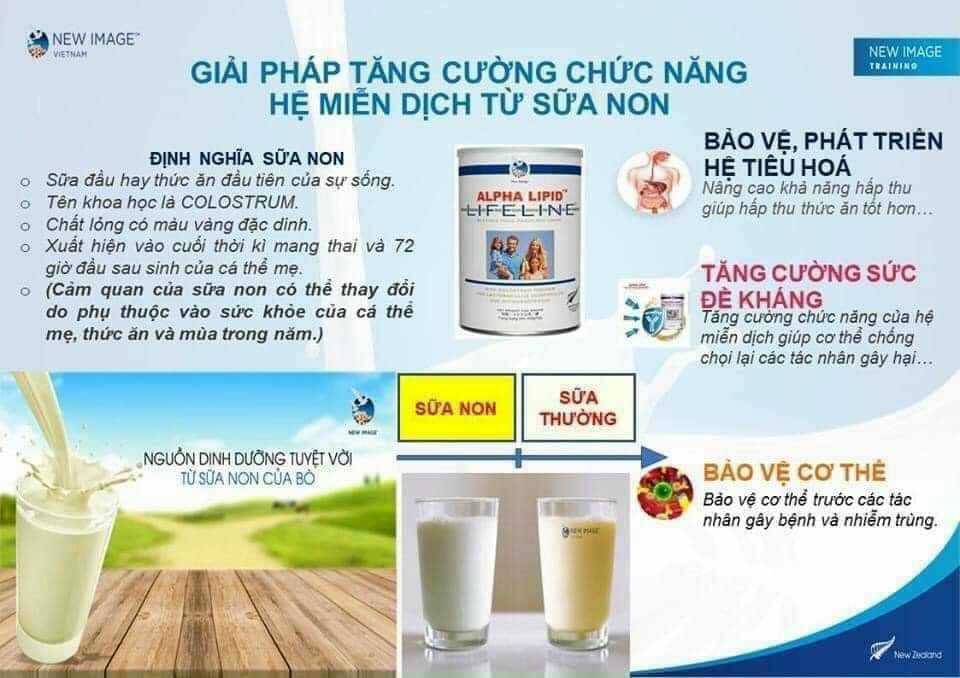 NEW IMAGE™
VIETNAM
NEW IMAGE
TRAINING
GIẢI PHÁP TĂNG CƯỜNG CHỨC NĂNG
HỆ MIỄN DỊCH TỪ SỮA NON
ĐỊNH NGHĨA SỮA NON
o Sữa đầu hay thức ăn đầu tiên của sự sống.
o Tên khoa học là COLOSTRUM.
o Chất lỏng có màu vàng đặc dinh.
o Xuất hiện vào cuối thời kì mang thai và 72
giờ đầu sau sinh của cá thể mẹ.
o (Cảm quan của sữa non có thể thay đổi
do phụ thuộc vào sức khỏe của cá thể
mẹ, thức ăn và mùa trong năm.)
ALPHA LIPID™
LIFELINE
BẢO VỆ, PHÁT TRIỂN
HỆ TIÊU HOÁ
Nâng cao khả năng hấp thu
giúp hấp thu thức ăn tốt hơn…
TĂNG CƯỜNG SỨC
ĐỀ KHÁNG
Tăng cường chức năng của hệ
miễn dịch giúp cơ thể chống
chọi lại các tác nhân gây hại…
NEW IMAGE
NGUỒN DINH DƯỠNG TUYỆT VỜI
TỪ SỮA NON CỦA BÒ
SỮA NON
SỮA
THƯỜNG
NEW IMAGE
BẢO VỆ CƠ THỂ
Bảo vệ cơ thể trước các tác
nhân gây bệnh và nhiễm trùng.
New Zealand